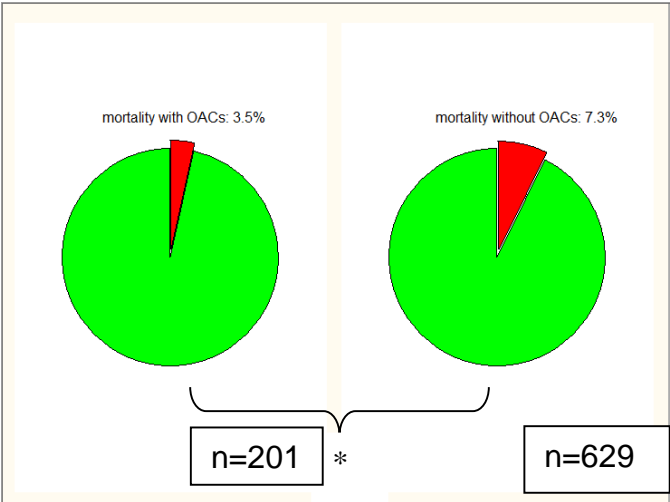 mortality with OACs: 3.5%
mortality without OACs: 7.3%
n=201
*
n=629